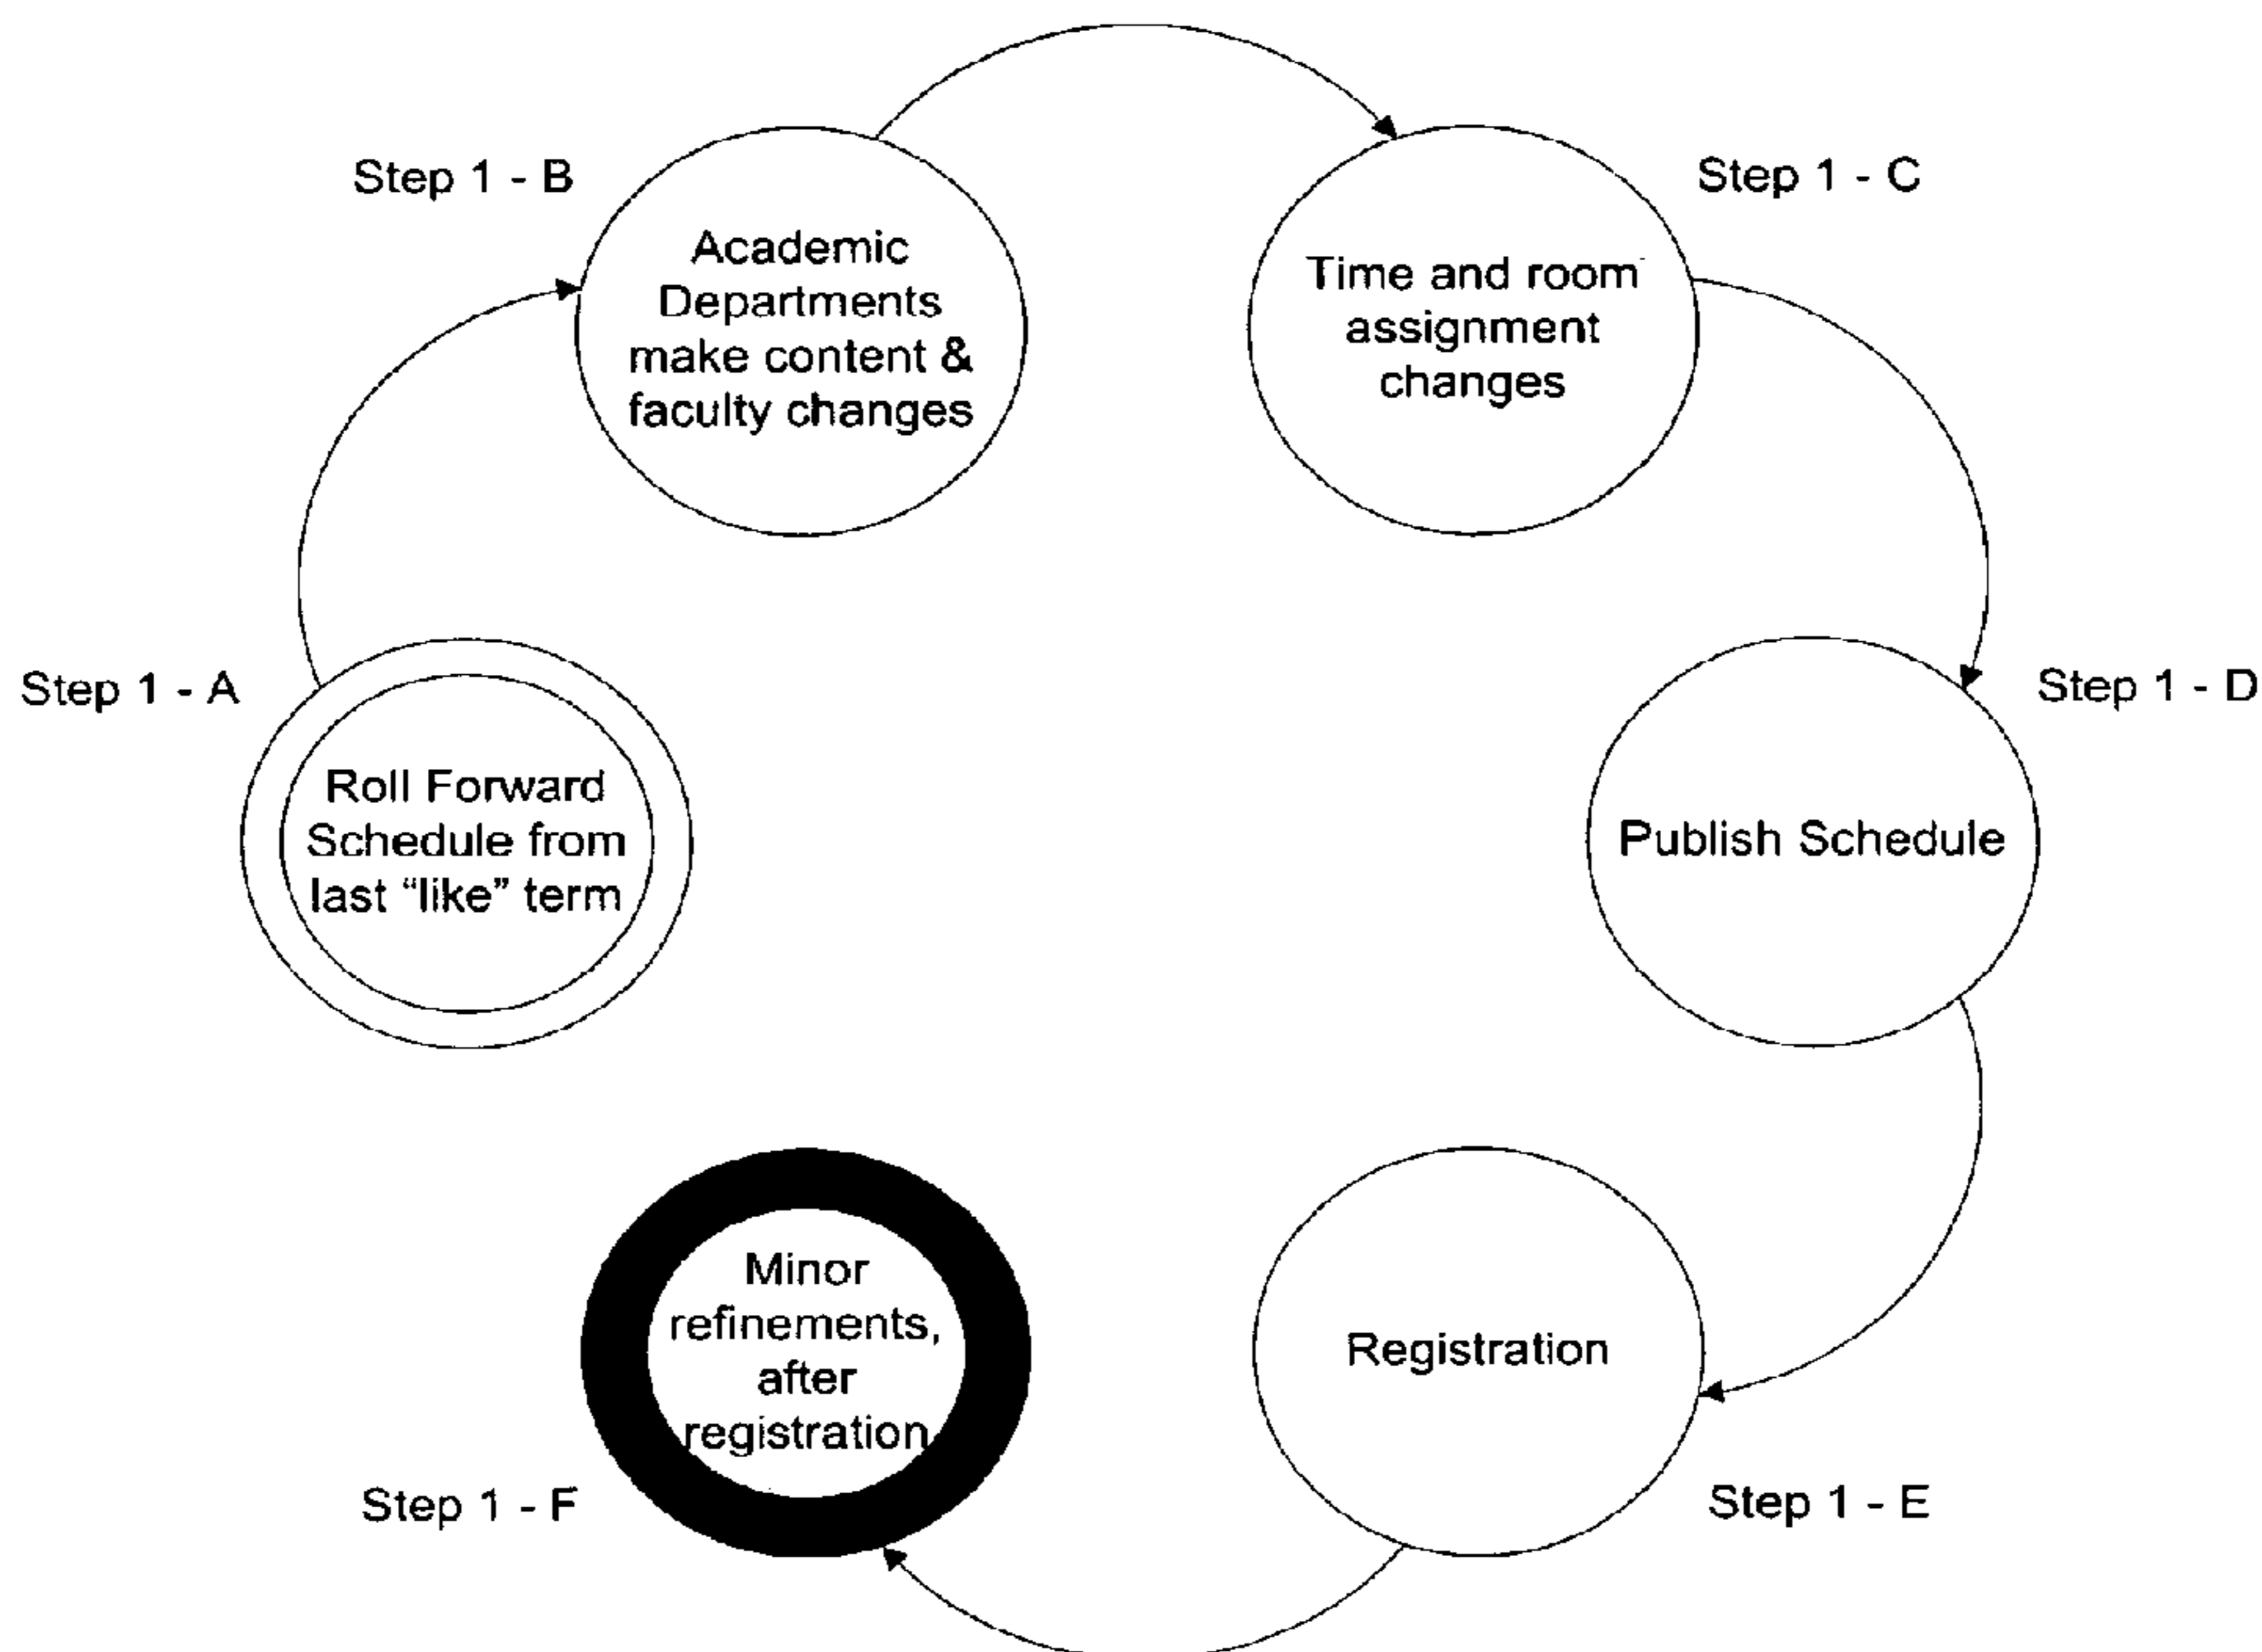 Step 1 - B
Academic
Departments
make content &
faculty changes
Step 1 - C
Time and room
assignment
changes
Step 1 - A
Roll Forward
Schedule from
last “like” term
Step 1 - D
Publish Schedule
Minor
refinements,
after
registration
Step 1 - F
Registration
Step 1 - E